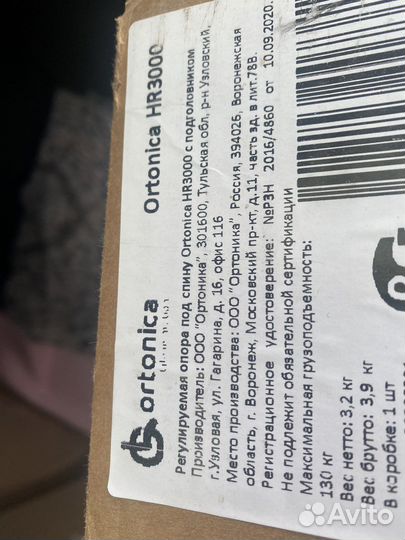 ortonica
Ortonica HR3000
Регулируемая опора под спину Ortonica HR3000 с подголовником
Производитель: ООО "Ортоника", 301600, Тульская обл, р-н Узловский,
г.Узловая, ул. Гагарина, д. 16, офис 116
Место производства: ООО "Ортоника", Россия, 394026, Воронежская
область, г. Воронеж, Московский пр-кт, д.11, часть зд. в лит.78В.
Регистрационное удостоверение: №РЗН 2016/4860 от 10.09.2020.
Не подлежит обязательной сертификации
Максимальная грузоподъемность:
130 кг
Вес нетто: 3,2 кг
Вес брутто: 3,9 кг
В коробке: 1 шт
Avito